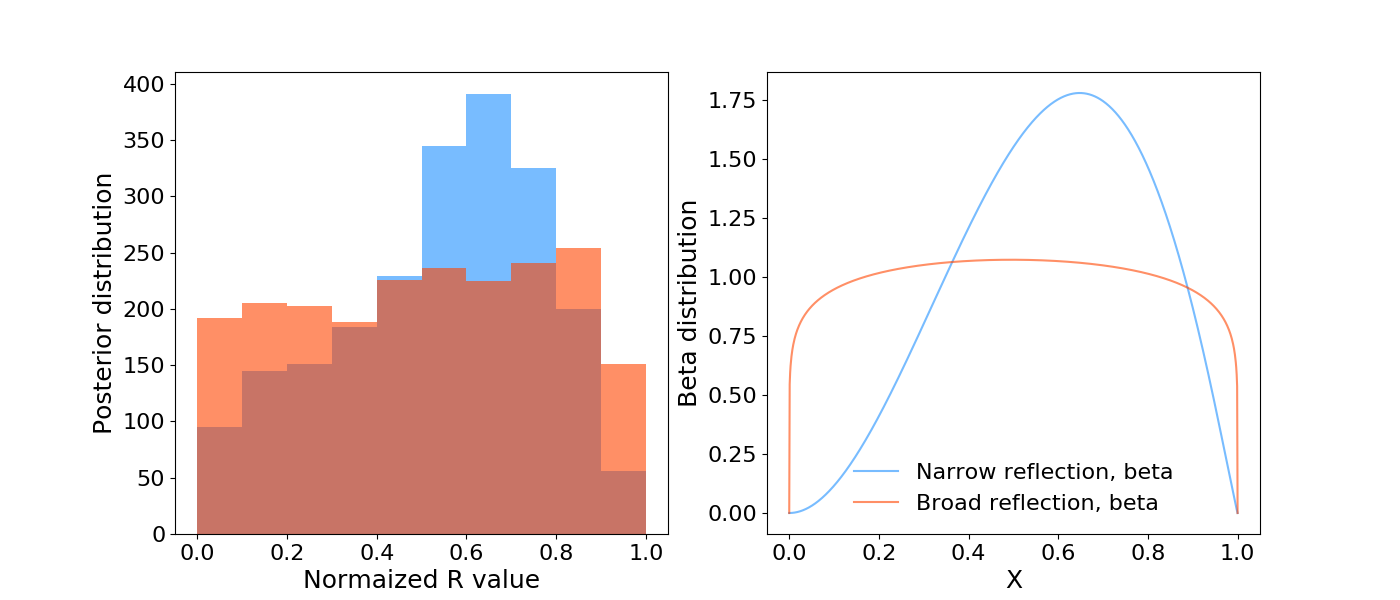 Posterior distribution
400
350
300
250
200
150
100
50
0
0.0 0.2 0.4 0.6 0.8 1.0
Normaized R value
Beta distribution
1.75
1.50
1.25
1.00
0.75
0.50
0.25
0.00
Narrow reflection, beta
Broad reflection, beta
0.0 0.2 0.4 0.6 0.8 1.0
X